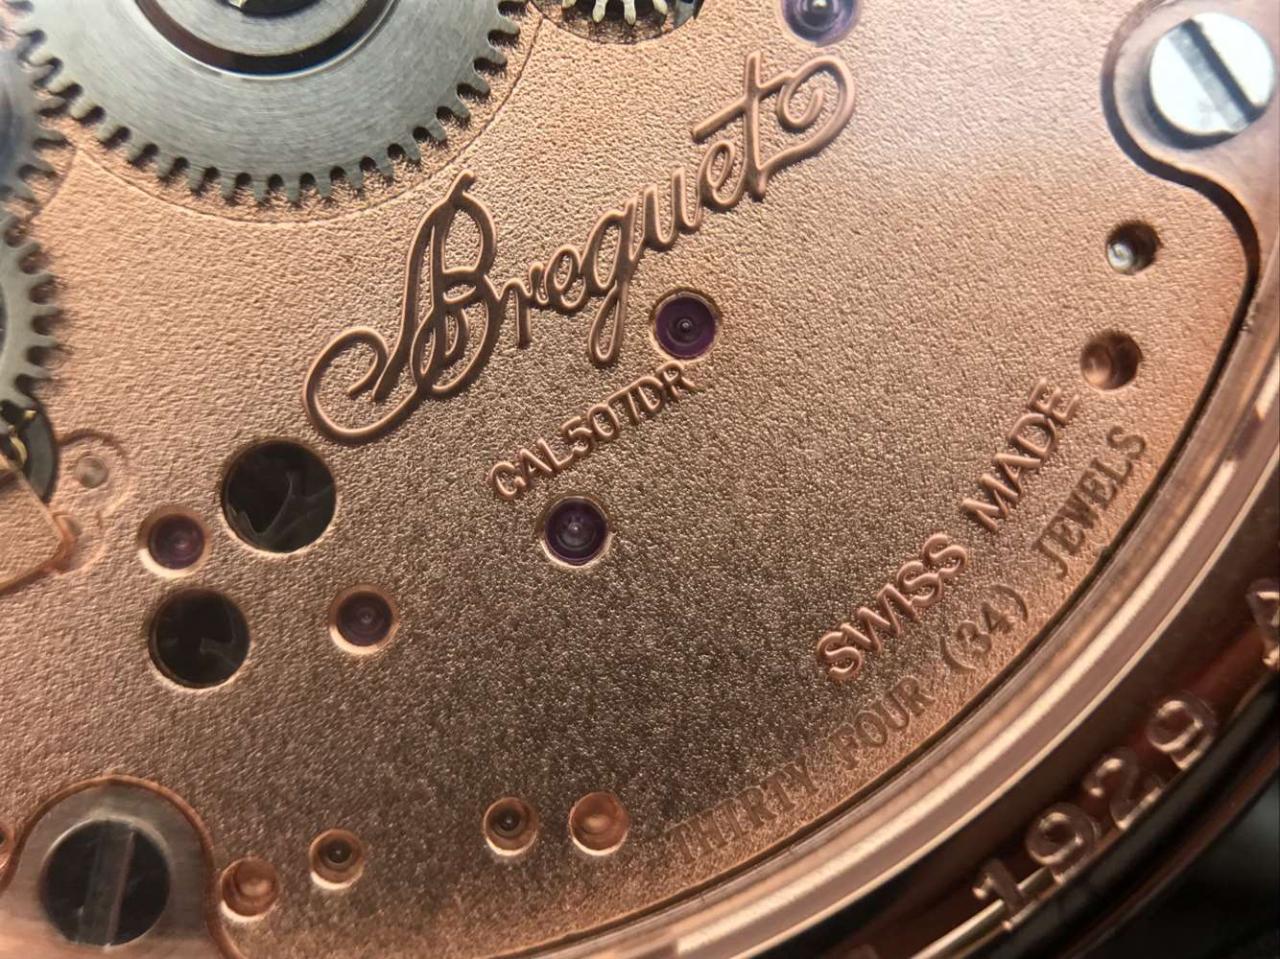 Breguet
CAL507DR
SWISS MADE
THIRTY FOUR (34) JEWELS
1929